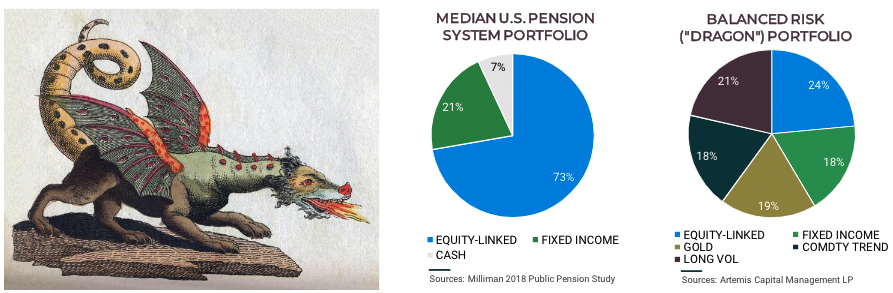 MEDIAN U.S. PENSION
SYSTEM PORTFOLIO
7%
21%
73%
EQUITY-LINKED FIXED INCOME
CASH
Sources: Milliman 2018 Public Pension Study
BALANCED RISK
("DRAGON") PORTFOLIO
21%
24%
18%
18%
19%
EQUITY-LINKED FIXED INCOME
GOLD COMDTY TREND
LONG VOL
Sources: Artemis Capital Management LP